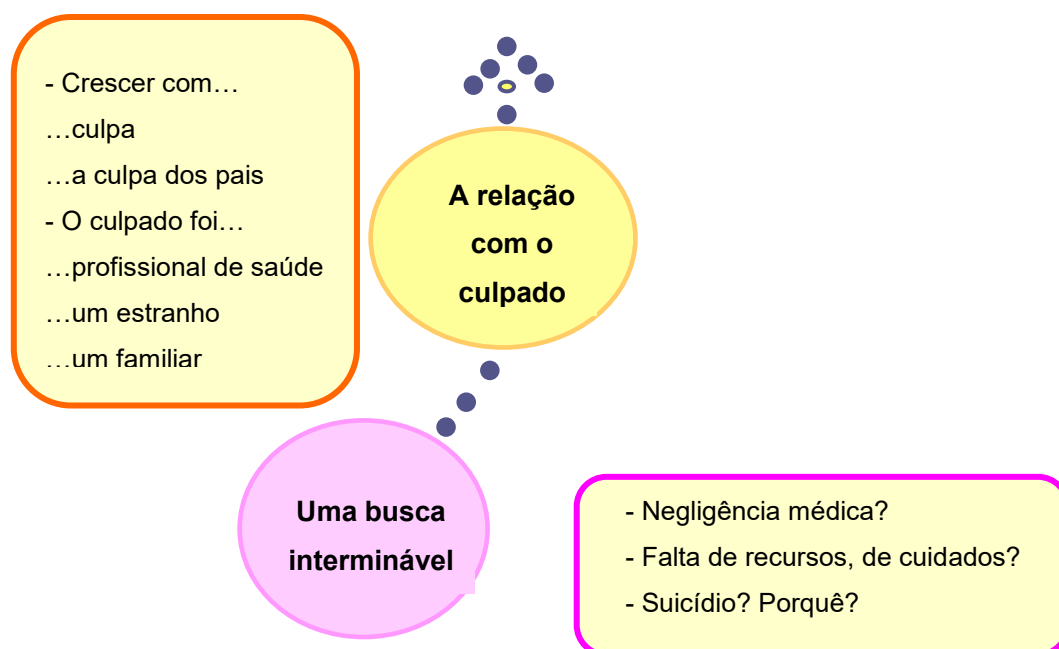 - Crescer com…
…culpa
…a culpa dos pais
- O culpado foi…
…profissional de saúde
…um estranho
…um familiar
A relação
com o
culpado
Uma busca
interminável
- Negligência médica?
- Falta de recursos, de cuidados?
- Suicídio? Porquê?